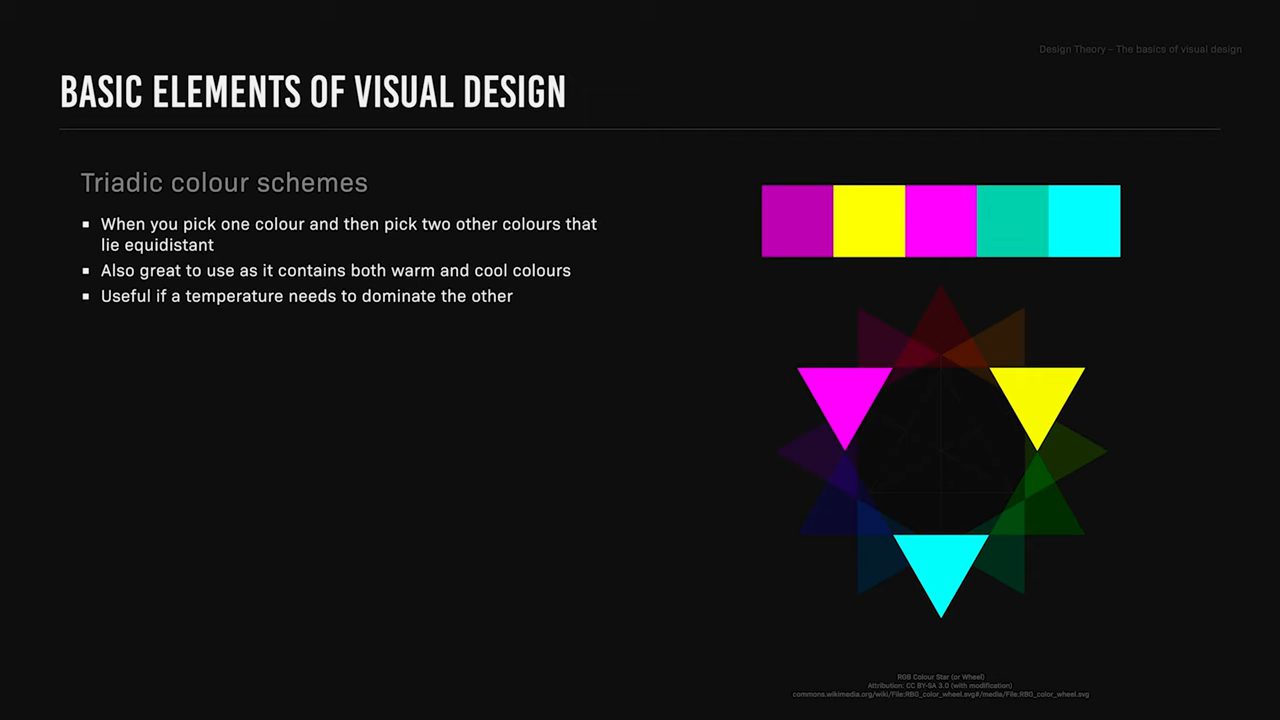 Design Theory – The basics of visual design
BASIC ELEMENTS OF VISUAL DESIGN
Triadic colour schemes
▪ When you pick one colour and then pick two other colours that
lie equidistant
▪ Also great to use as it contains both warm and cool colours
▪ Useful if a temperature needs to dominate the other
RGB Colour Star (or Wheel)
Attribution: CC BY-SA 3.0 (with modification)
commons.wikimedia.org/wiki/File:RBG_color_wheel.svg#/media/File:RBG_color_wheel.svg